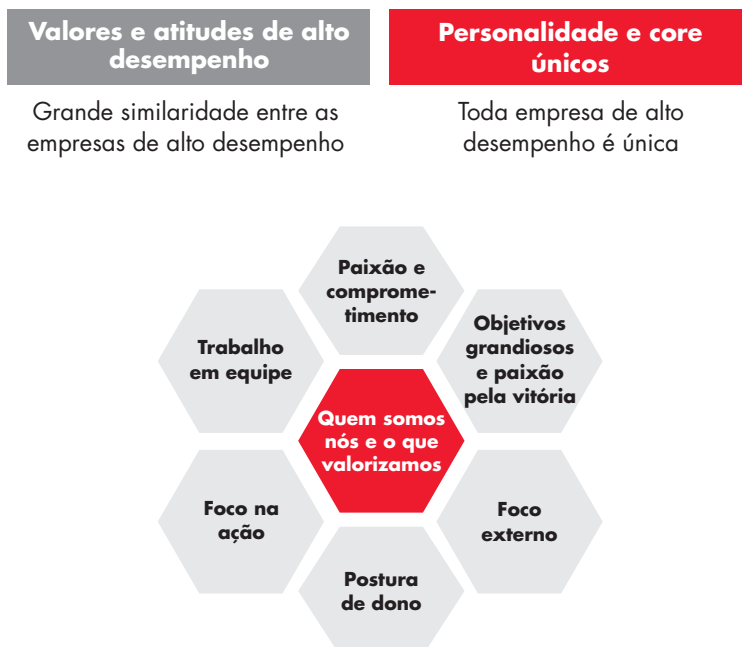 Valores e atitudes de alto
desempenho
Personalidade e core
únicos
Grande similaridade entre as
empresas de alto desempenho
Toda empresa de alto
desempenho é única
Paixão e
comprome-
timento
Trabalho
em equipe
Objetivos
grandiosos
e paixão
pela vitória
Quem somos
nós e o que
valorizamos
Foco na
ação
Foco
externo
Postura
de dono